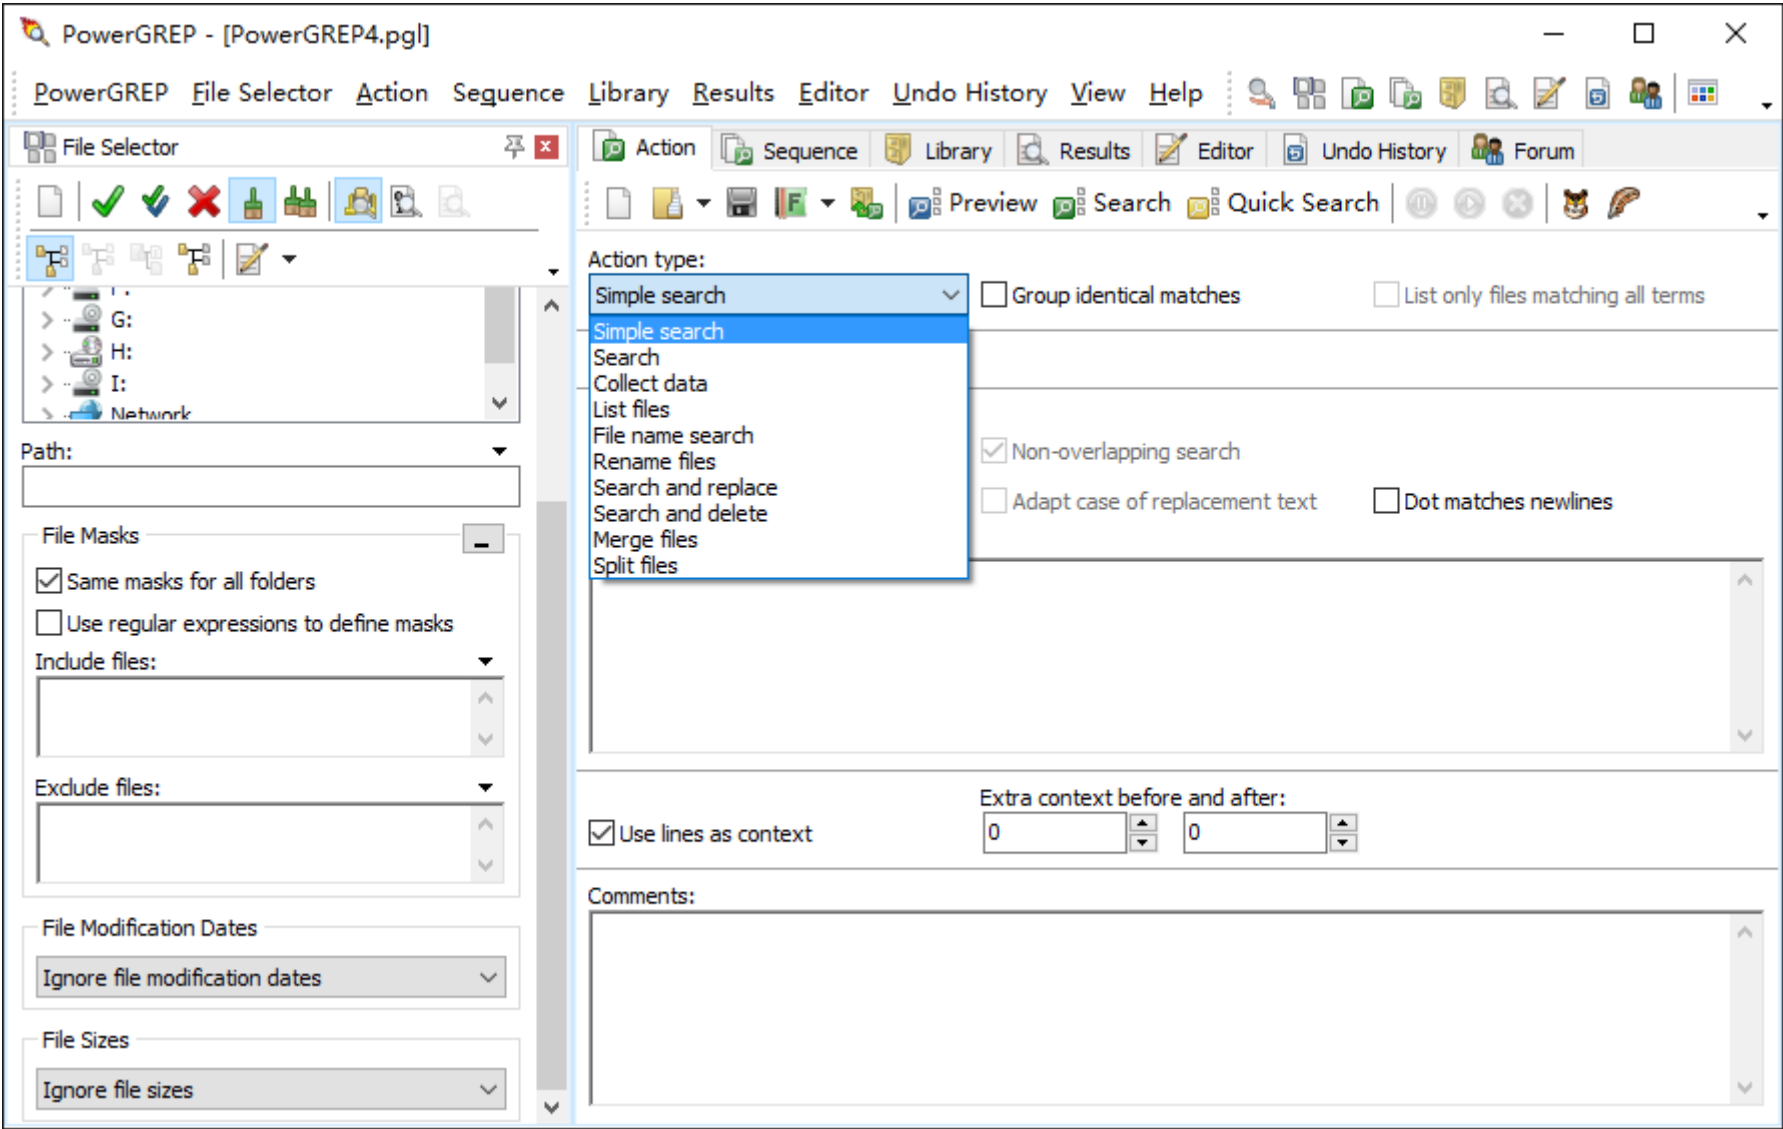 PowerGREP - [PowerGREP4.pgl]
PowerGREP File Selector Action Sequence Library Results Editor Undo History View Help
File Selector
Action Sequence Library Results Editor Undo History Forum
Preview Search Quick Search
Action type:
Simple search
Group identical matches
List only files matching all terms
Simple search
Search
Collect data
List files
File name search
Rename files
Search and replace
Search and delete
Merge files
Split files
Non-overlapping search
Adapt case of replacement text
Dot matches newlines
G:
H:
I:
Network
Path:
File Masks
Same masks for all folders
Use regular expressions to define masks
Include files:
Exclude files:
File Modification Dates
Ignore file modification dates
File Sizes
Ignore file sizes
Extra context before and after:
Use lines as context
0
0
Comments: